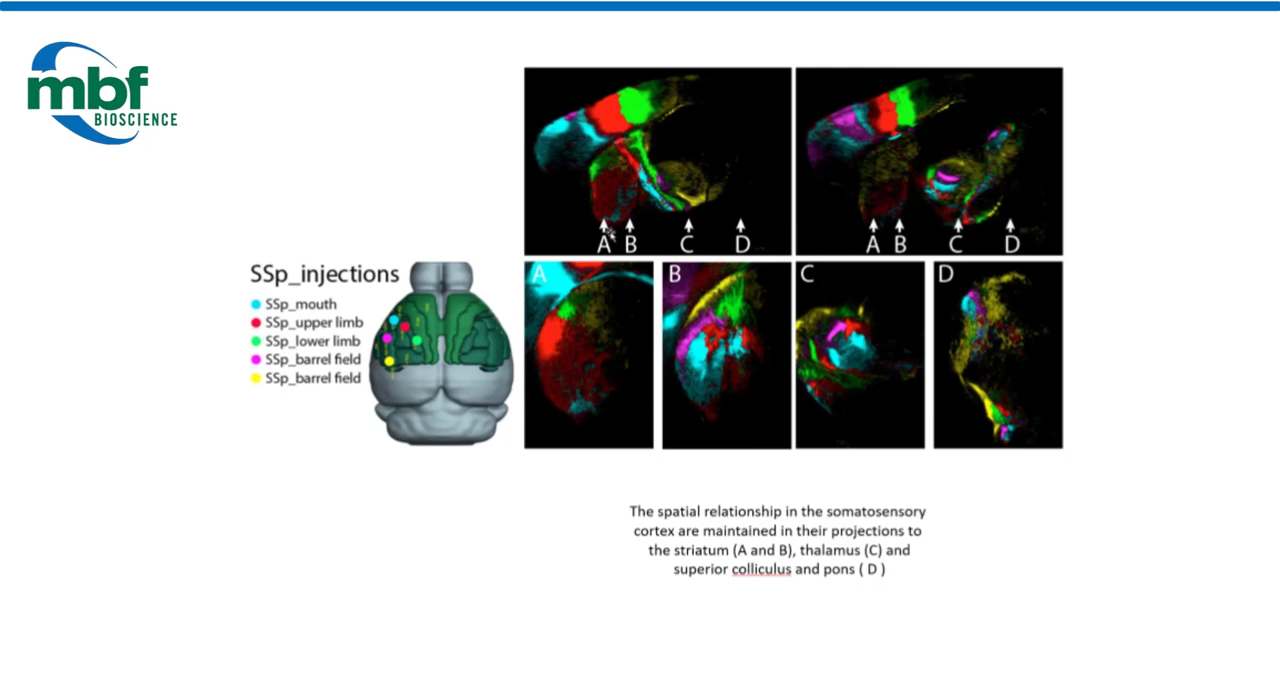 mbf
BIOSCIENCE
A B C D
A B C D
SSp_injections
SSp_mouth
SSp_upper limb
SSp_lower limb
SSp_barrel field
SSp_barrel field
A
B
C
D
The spatial relationship in the somatosensory
cortex are maintained in their projections to
the striatum (A and B), thalamus (C) and
superior colliculus and pons ( D )